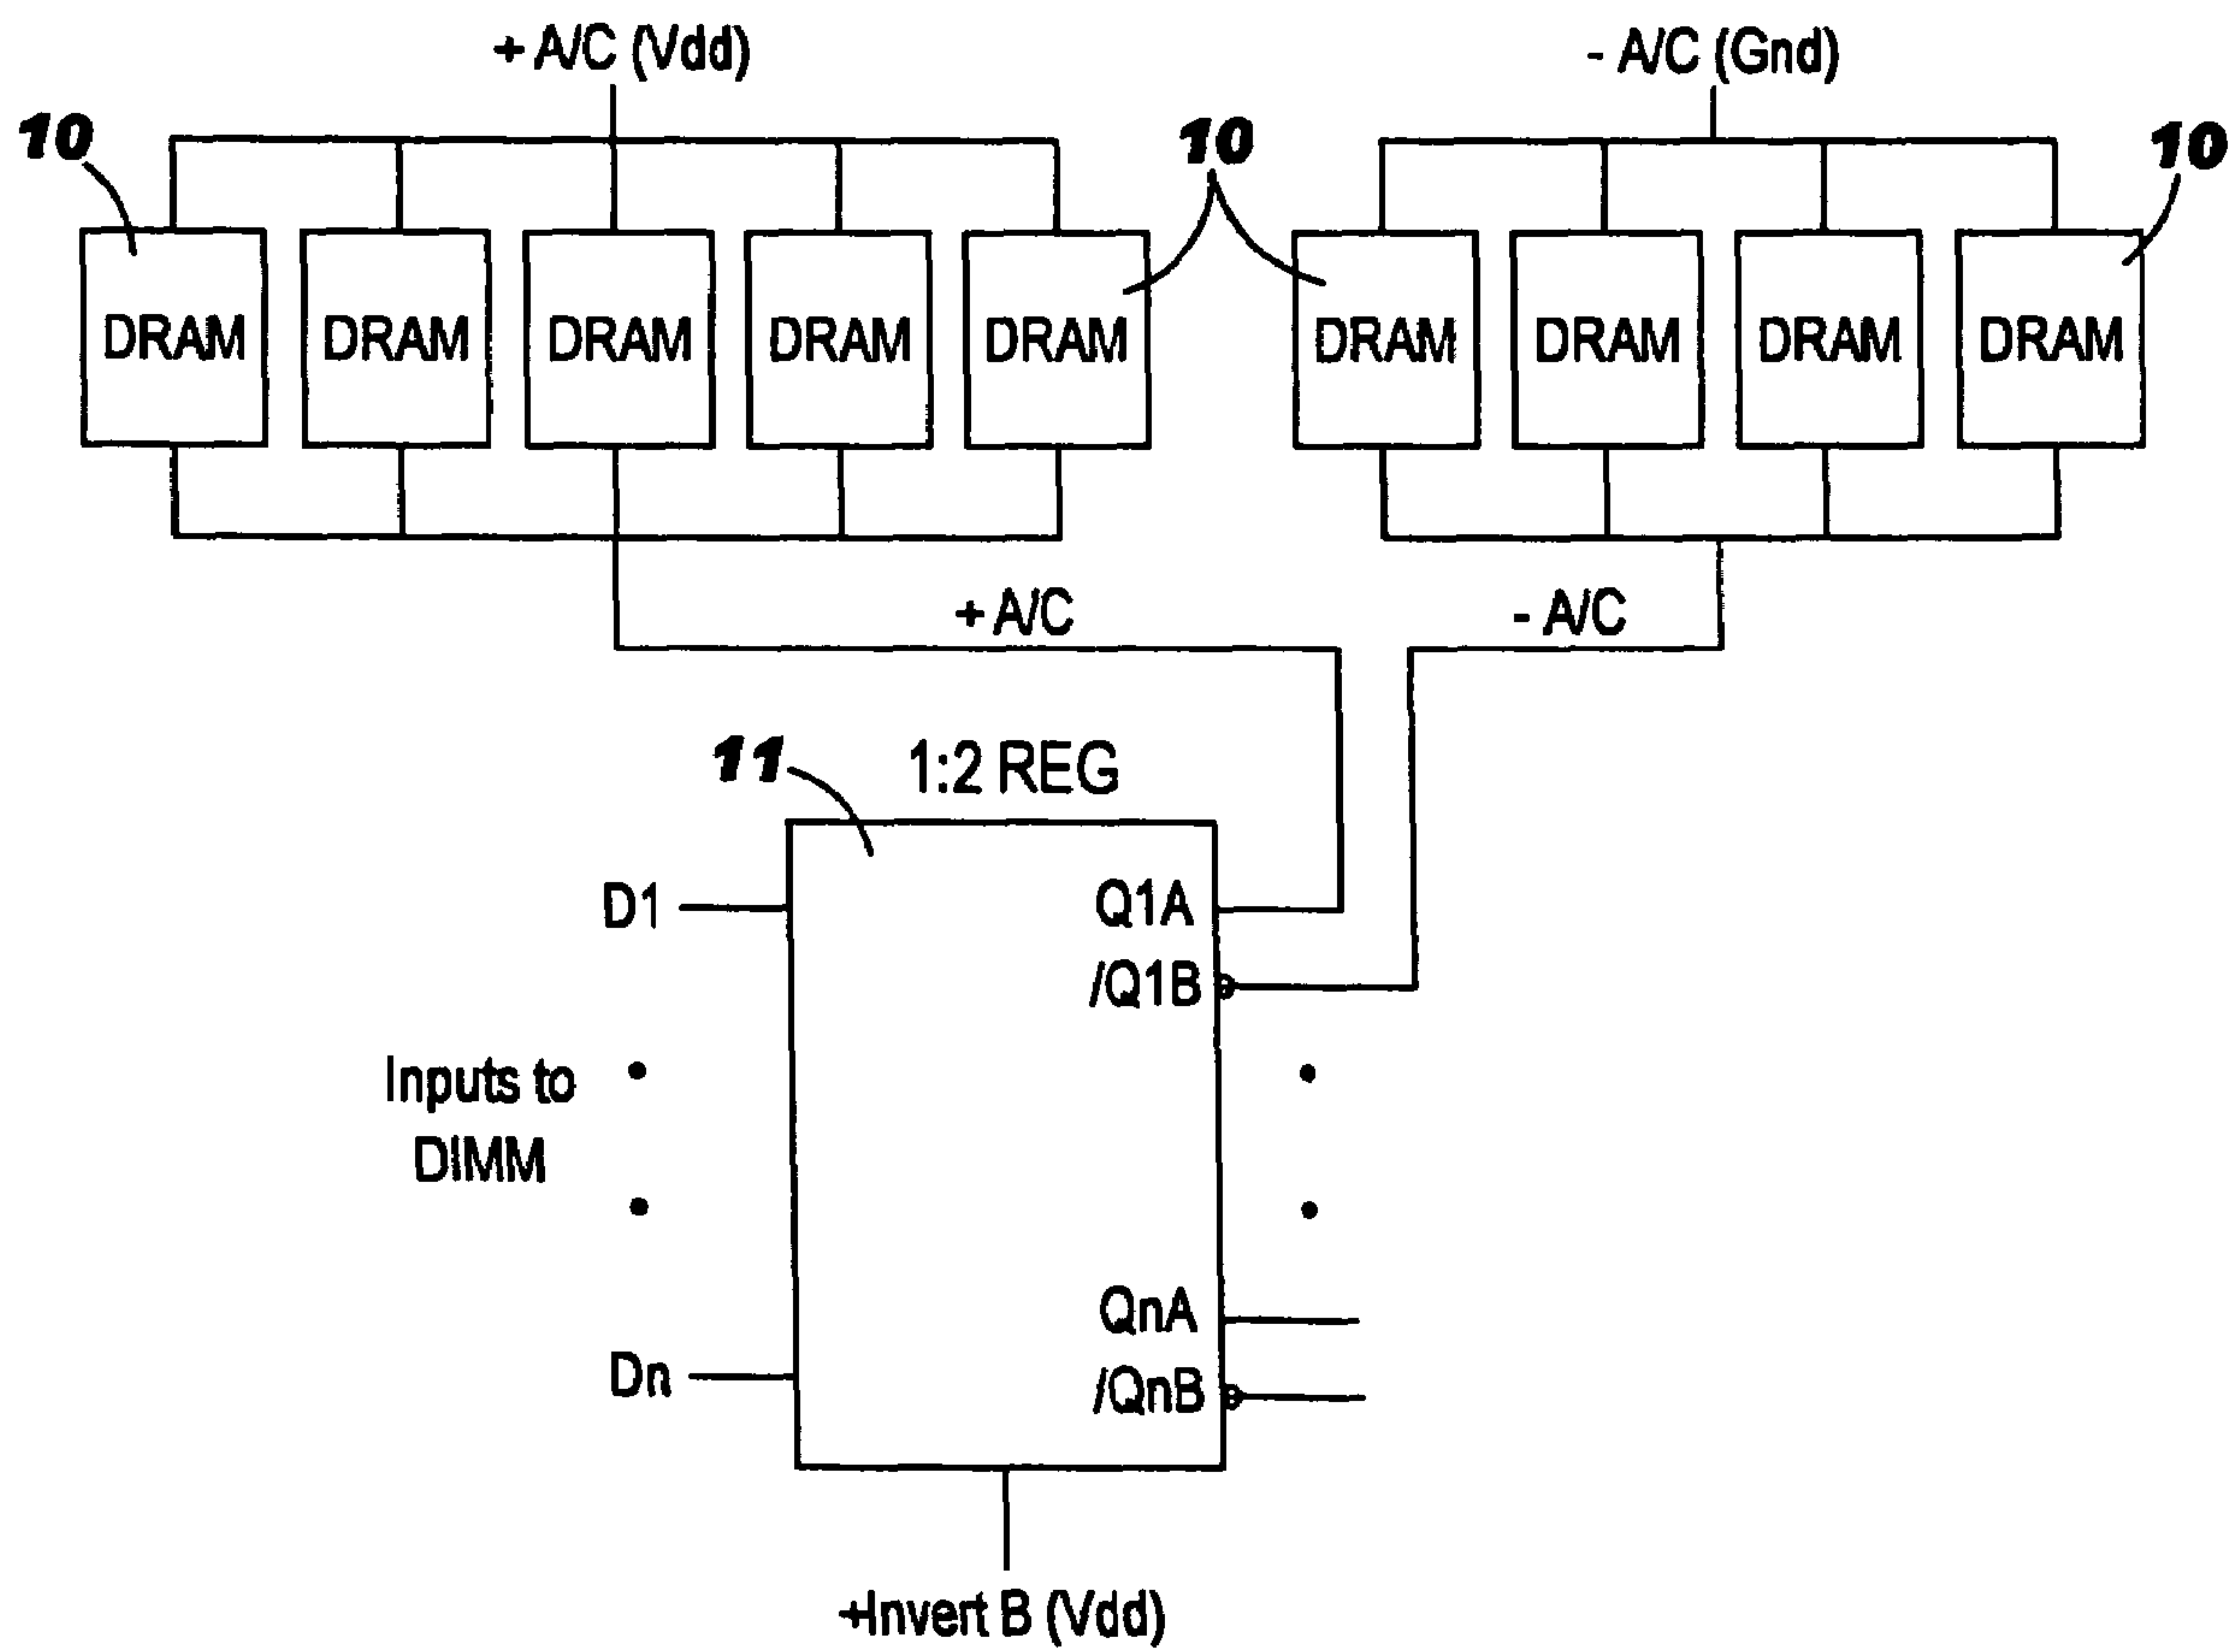 + A/C (Vdd)
- A/C (Gnd)
10
10
10
DRAM
DRAM
DRAM
DRAM
DRAM
DRAM
DRAM
DRAM
DRAM
+ A/C
- A/C
11
1:2 REG
D1
Q1A
/Q1B
Inputs to
DIMM
QnA
Dn
/QnB
+Invert B (Vdd)